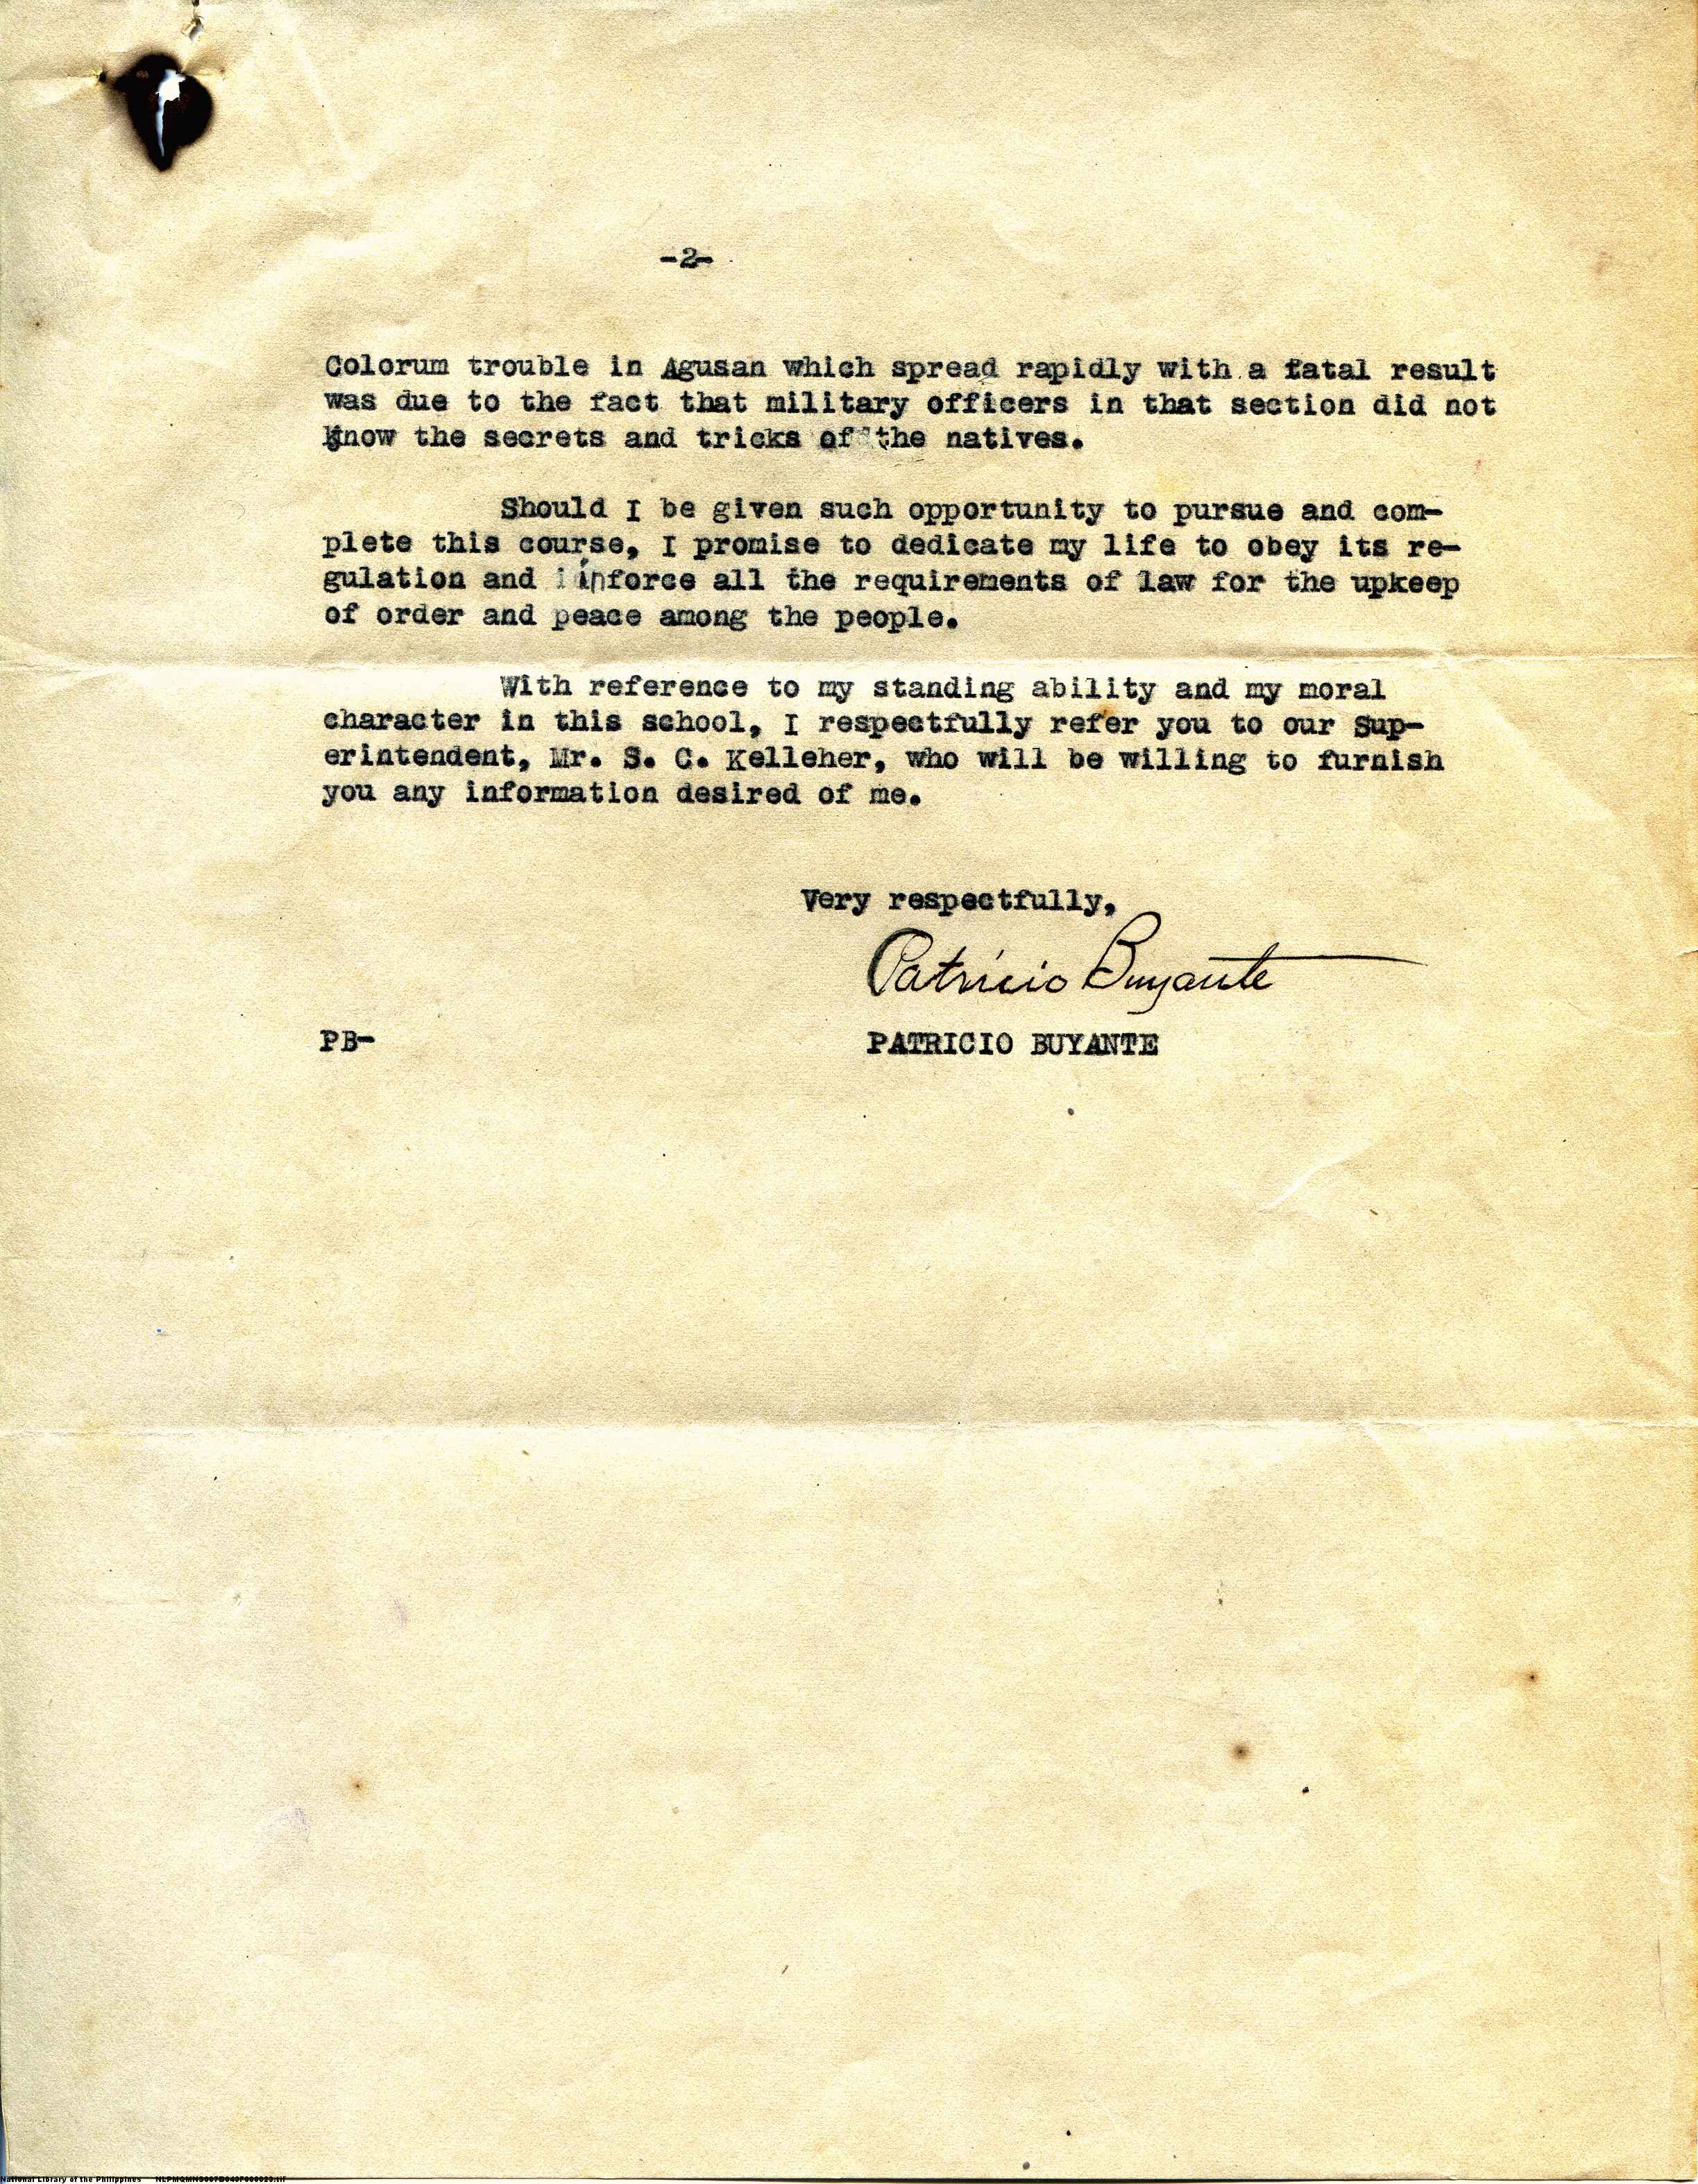 -2-
Colorum trouble in Agusan which spread rapidly with a fatal result
was due to the fact that military officers in that section did not
know the secrets and tricks of the natives.
Should I be given such opportunity to pursue and com-
plete this course, I promise to dedicate my life to obey its re-
gulation and inforce all the requirements of law for the upkeep
of order and peace among the people.
With reference to my standing ability and my moral
character in this school, I respectfully refer you to our Sup-
erintendent, Mr. S. C. Kelleher, who will be willing to furnish
you any information desired of me.
Very respectfully,
Patricio Buyante
PB-
PATRICIO BUYANTE
National Library of the Philippines